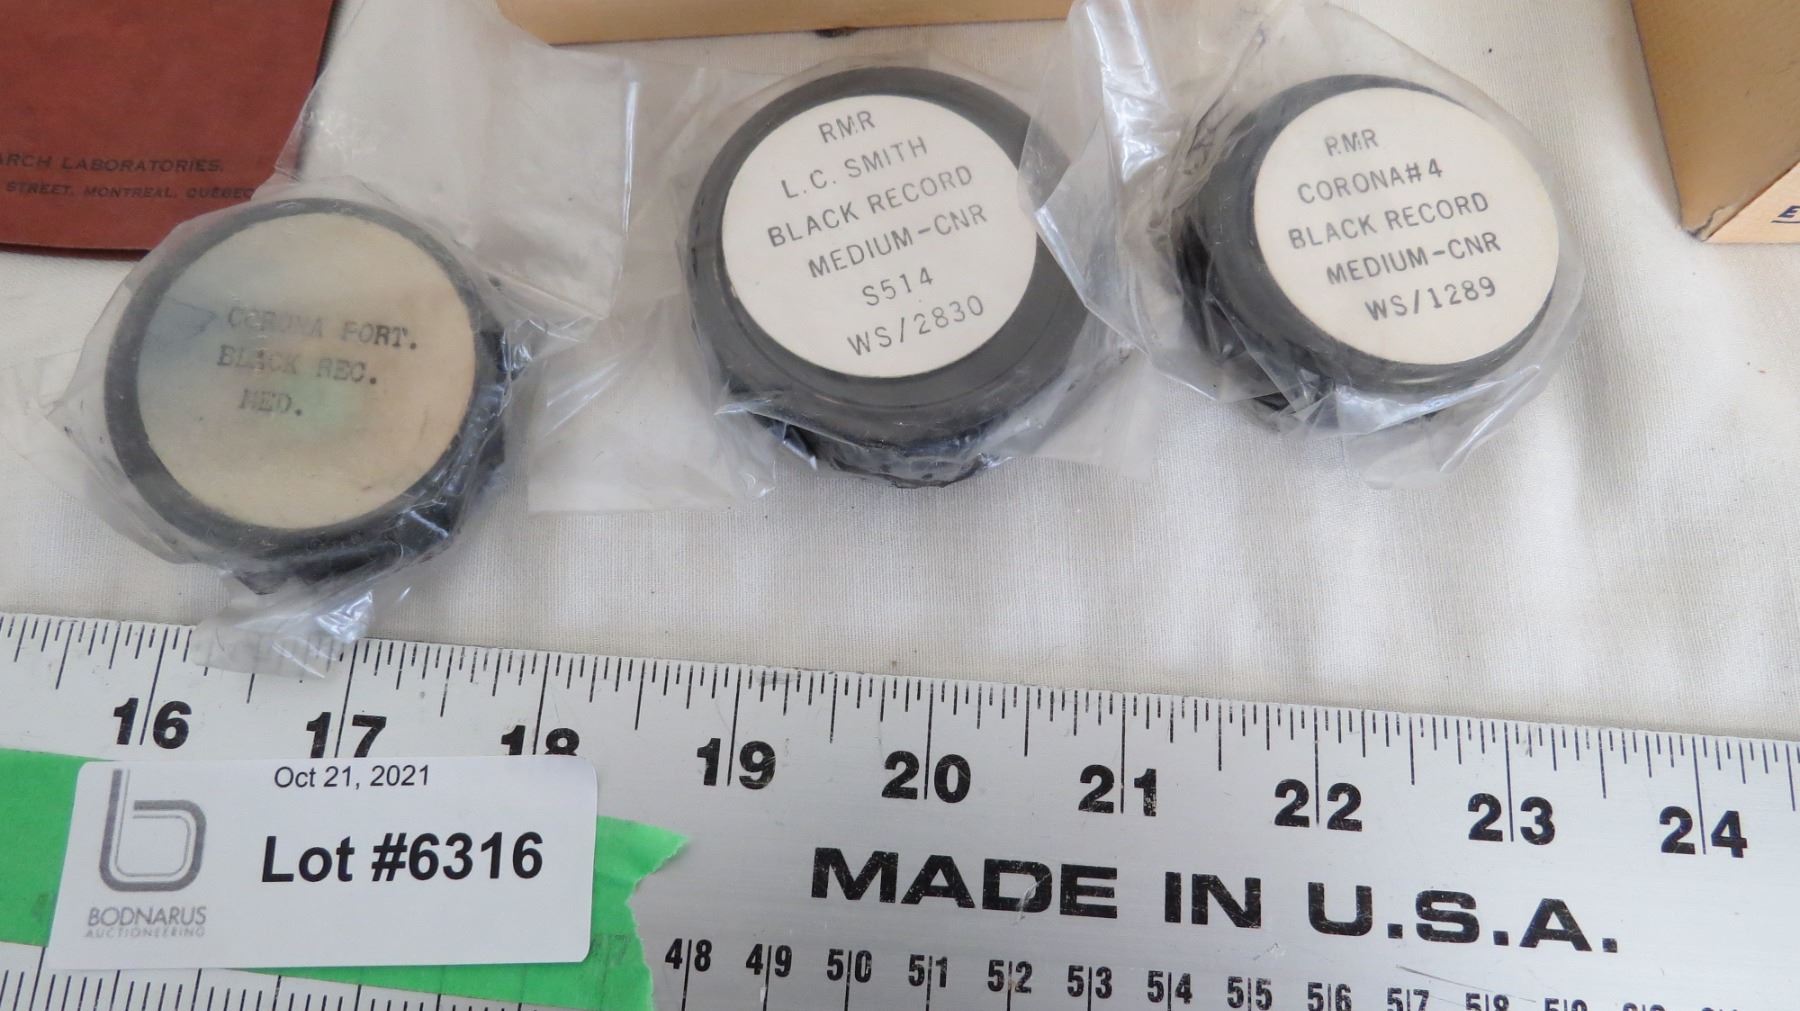 ARCH LABORATORIES.
STREET, MONTREAL, QUEBEC
CORONA PORT.
BLACK REC.
MED.
RMR
L.C. SMITH
BLACK RECORD
MEDIUM-CNR
S514
WS/2830
RMR
CORONA#4
BLACK RECORD
MEDIUM-CNR
WS/1289
16 17 18 19 20 21 22 23 24
Oct 21, 2021
Lot #6316
BODNARUS
AUCTIONEERING
MADE IN U.S.A.
48 49 50 51 52 53 54 55 56 57 58 59